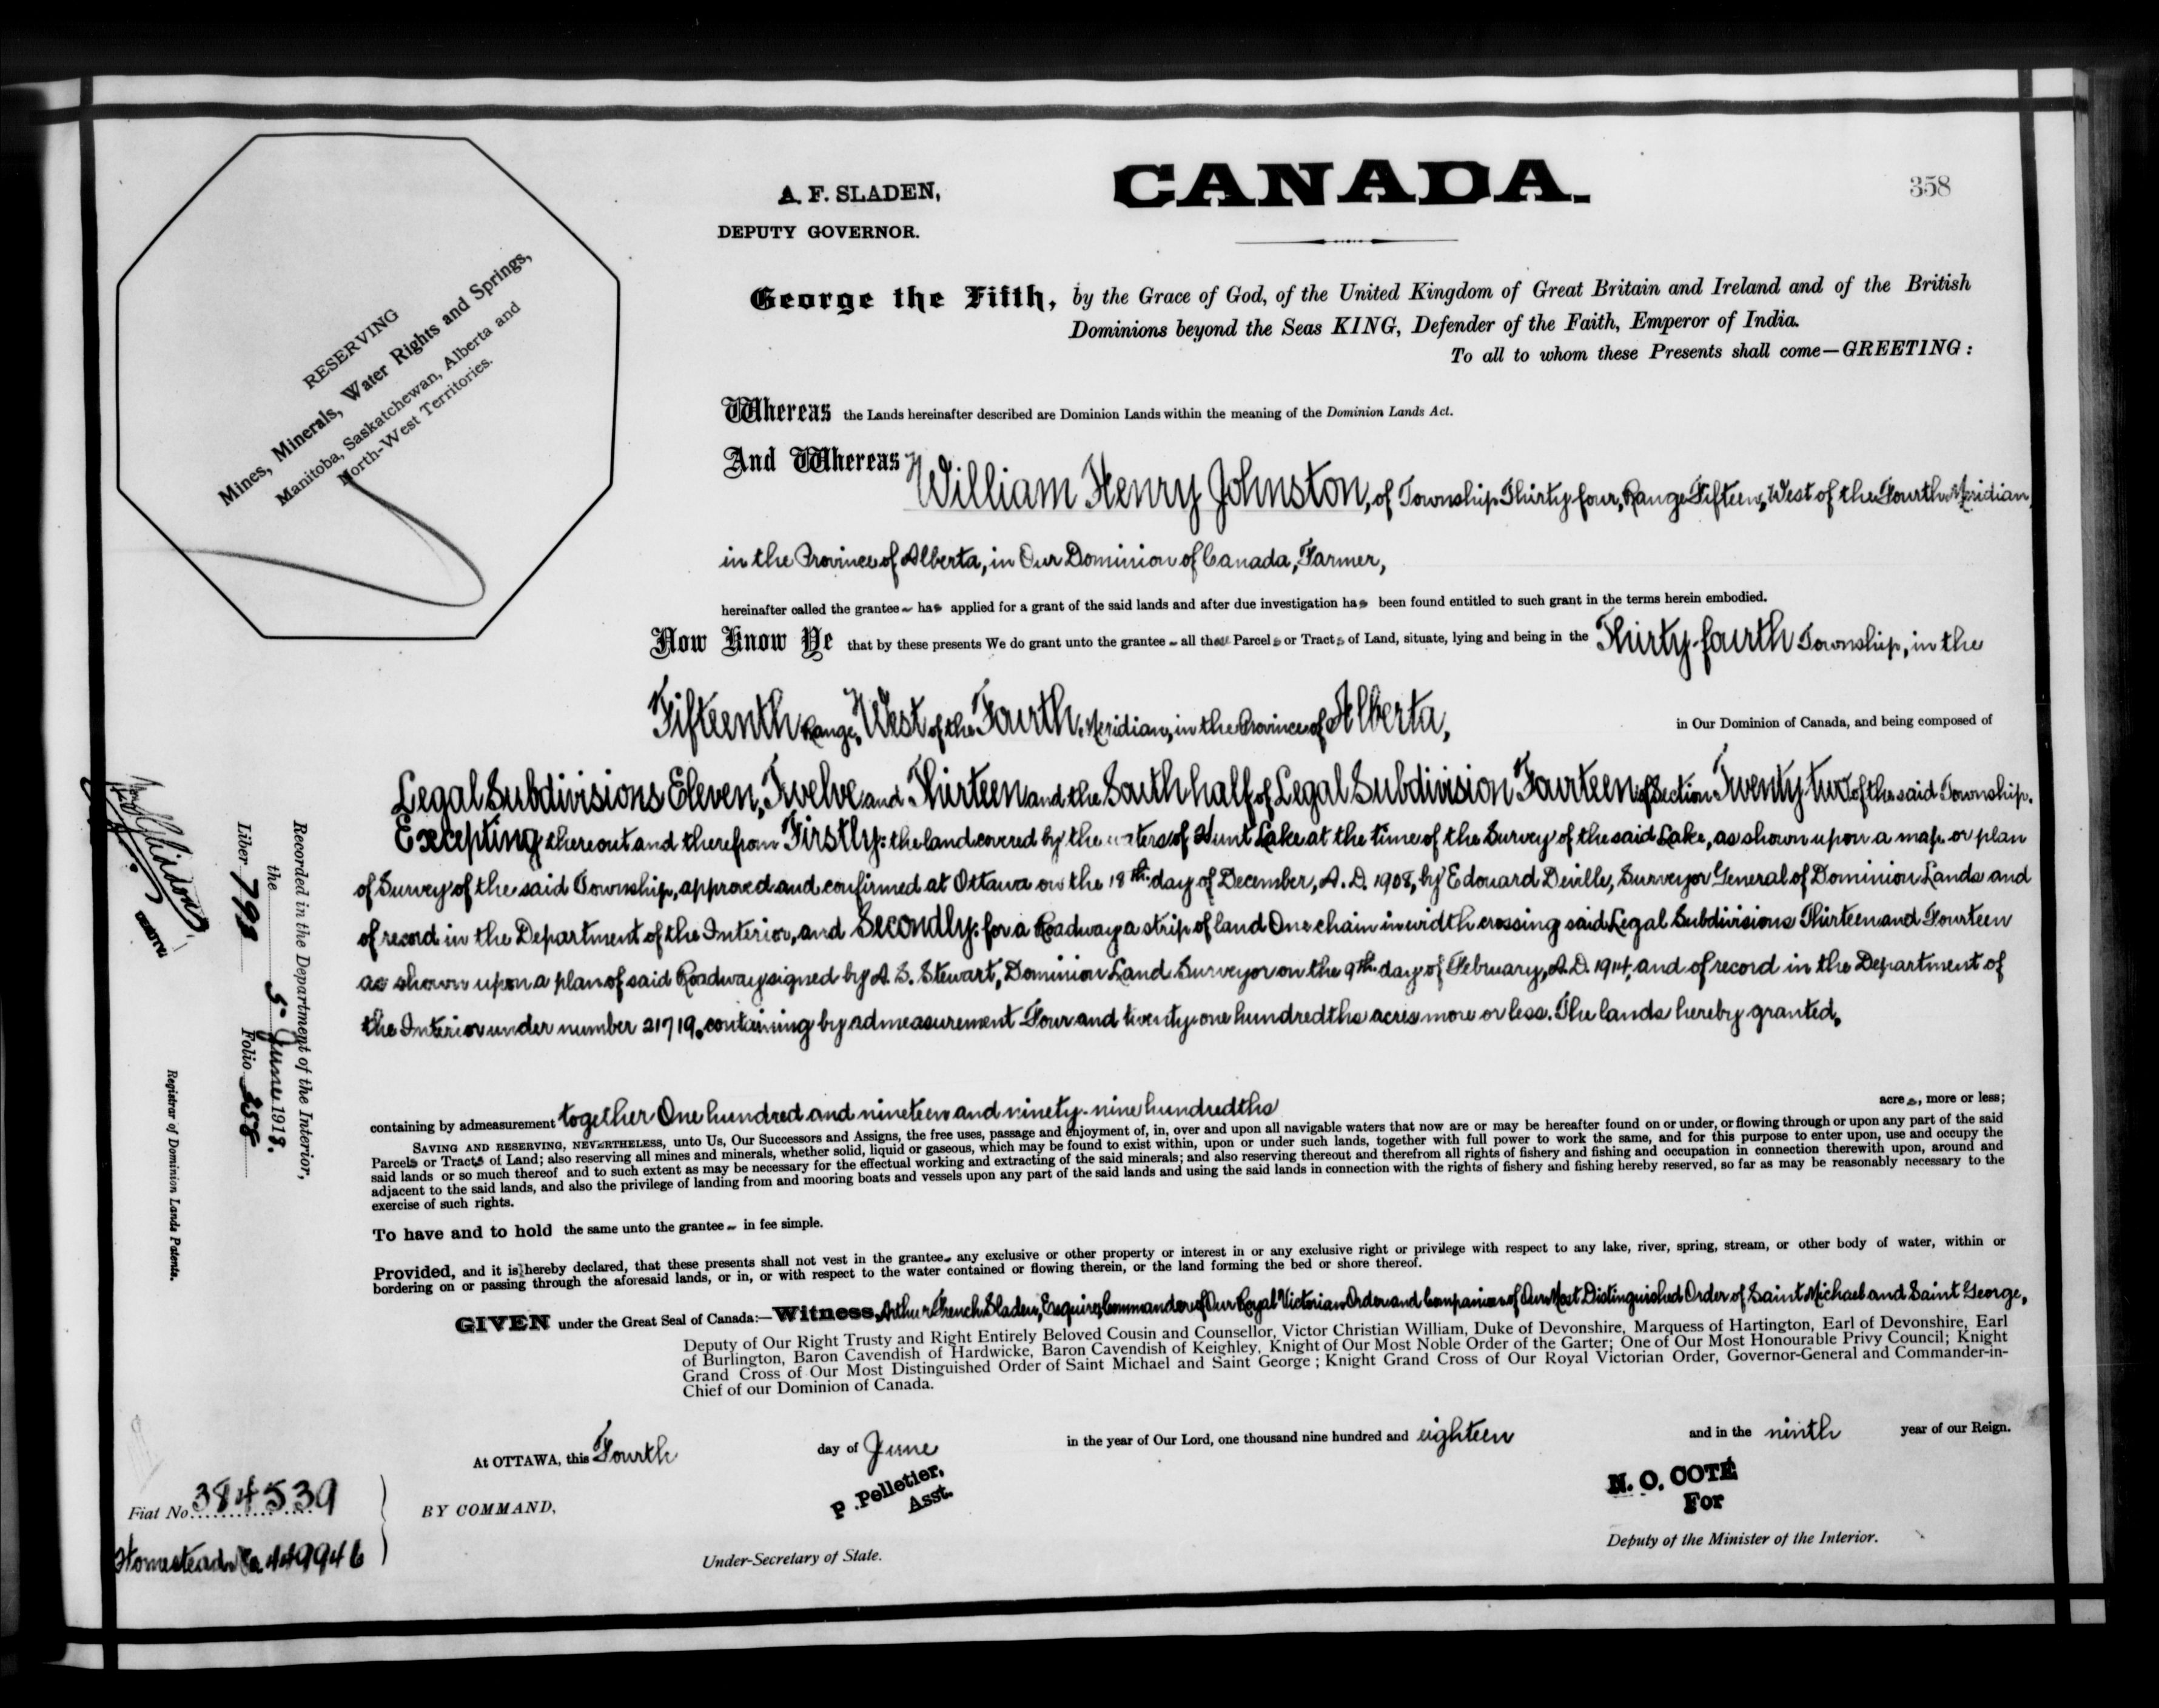 358
A. F. SLADEN,
DEPUTY GOVERNOR.
CANADA.
RESERVING
Mines, Minerals, Water Rights and Springs,
Manitoba, Saskatchewan, Alberta and
North-West Territories.
George the Fifth, by the Grace of God, of the United Kingdom of Great Britain and Ireland and of the British
Dominions beyond the Seas KING, Defender of the Faith, Emperor of India.
To all to whom these Presents shall come—GREETING:
Whereas the Lands hereinafter described are Dominion Lands within the meaning of the Dominion Lands Act.
And Whereas William Henry Johnston, of Township Thirty-four, Range Fifteen, West of the Fourth Meridian,
in the Province of Alberta, in Our Dominion of Canada, Farmer,
hereinafter called the grantee has applied for a grant of the said lands and after due investigation has been found entitled to such grant in the terms herein embodied.
Now Know Ye that by these presents We do grant unto the grantee all those Parcels or Tracts of Land, situate, lying and being in the Thirty-fourth Township, in the
Fifteenth Range, West of the Fourth Meridian, in the Province of Alberta, in Our Dominion of Canada, and being composed of
Legal Subdivisions Eleven, Twelve and Thirteen and the South half of Legal Subdivision Fourteen of Section Twenty-two of the said Township.
Excepting thereout and therefrom Firstly: the land covered by the waters of Hunt Lake at the time of the Survey of the said Lake, as shown upon a map or plan
of Survey of the said Township, approved and confirmed at Ottawa on the 18th day of December, A. D. 1908, by Edouard Deville, Surveyor General of Dominion Lands and
of record in the Department of the Interior, and Secondly: for a Roadway a strip of land One chain in width crossing said Legal Subdivisions Thirteen and Fourteen
as shown upon a plan of said Roadway signed by A. S. Stewart, Dominion Land Surveyor on the 9th day of February, A.D. 1914, and of record in the Department of
the Interior under number 21719, containing by admeasurement Four and twenty-one hundredths acres more or less. The lands hereby granted,
containing by admeasurement together One hundred and nineteen and ninety-nine hundredths acres, more or less;
SAVING AND RESERVING, NEVERTHELESS, unto Us, Our Successors and Assigns, the free uses, passage and enjoyment of, in, over and upon all navigable waters that now are or may be hereafter found on or under, or flowing through or upon any part of the said
Parcels or Tracts of Land; also reserving all mines and minerals, whether solid, liquid or gaseous, which may be found to exist within, upon or under such lands, together with full power to work the same, and for this purpose to enter upon, use and occupy the
said lands or so much thereof and to such extent as may be necessary for the effectual working and extracting of the said minerals; and also reserving thereout and therefrom all rights of fishery and fishing and occupation in connection therewith upon, around and
adjacent to the said lands, and also the privilege of landing from and mooring boats and vessels upon any part of the said lands and using the said lands in connection with the rights of fishery and fishing hereby reserved, so far as may be reasonably necessary to the
exercise of such rights.
To have and to hold the same unto the grantee in fee simple.
Provided, and it is hereby declared, that these presents shall not vest in the grantee any exclusive or other property or interest in or any exclusive right or privilege with respect to any lake, river, spring, stream, or other body of water, within or
bordering on or passing through the aforesaid lands, or in, or with respect to the water contained or flowing therein, or the land forming the bed or shore thereof.
GIVEN under the Great Seal of Canada:—Witness, Arthur French Sladen, Esquire, Commander of Our Royal Victorian Order and Companion of Our Most Distinguished Order of Saint Michael and Saint George,
Deputy of Our Right Trusty and Right Entirely Beloved Cousin and Counsellor, Victor Christian William, Duke of Devonshire, Marquess of Hartington, Earl of Devonshire, Earl
of Burlington, Baron Cavendish of Hardwicke, Baron Cavendish of Keighley, Knight of Our Most Noble Order of the Garter; One of Our Most Honourable Privy Council; Knight
Grand Cross of Our Most Distinguished Order of Saint Michael and Saint George; Knight Grand Cross of Our Royal Victorian Order, Governor-General and Commander-in-
Chief of our Dominion of Canada.
At OTTAWA, this Fourth day of June in the year of Our Lord, one thousand nine hundred and eighteen and in the ninth year of our Reign.
BY COMMAND,
P. Pelletier,
Asst.
Under-Secretary of State.
N. O. COTÉ
For
Deputy of the Minister of the Interior.
Fiat No. 384539
Homestead No. 449946
Recorded in the Department of the Interior,
the 5th June 1918.
Liber 793 Folio 358
Registrar of Dominion Lands Patents.